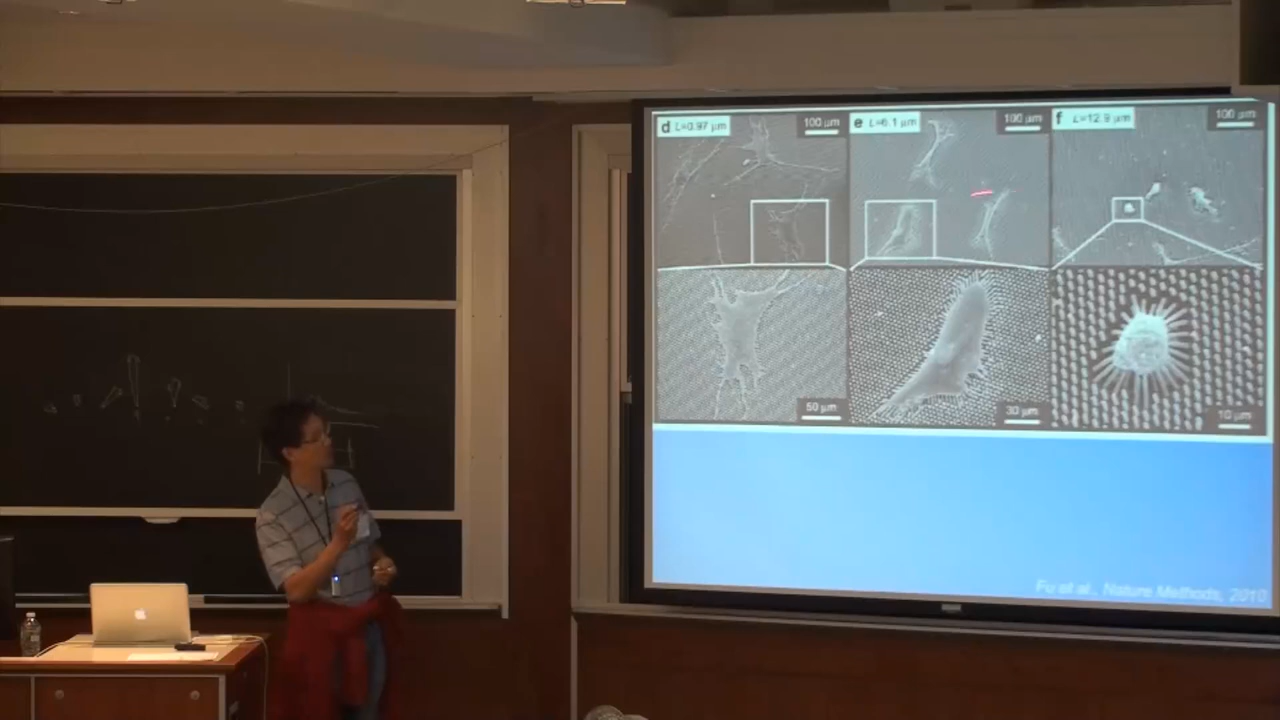 d L=0.97 μm 100 μm
e L=6.1 μm 100 μm
f L=12.9 μm 100 μm
50 μm
30 μm
10 μm
Fu et al., Nature Methods, 2010